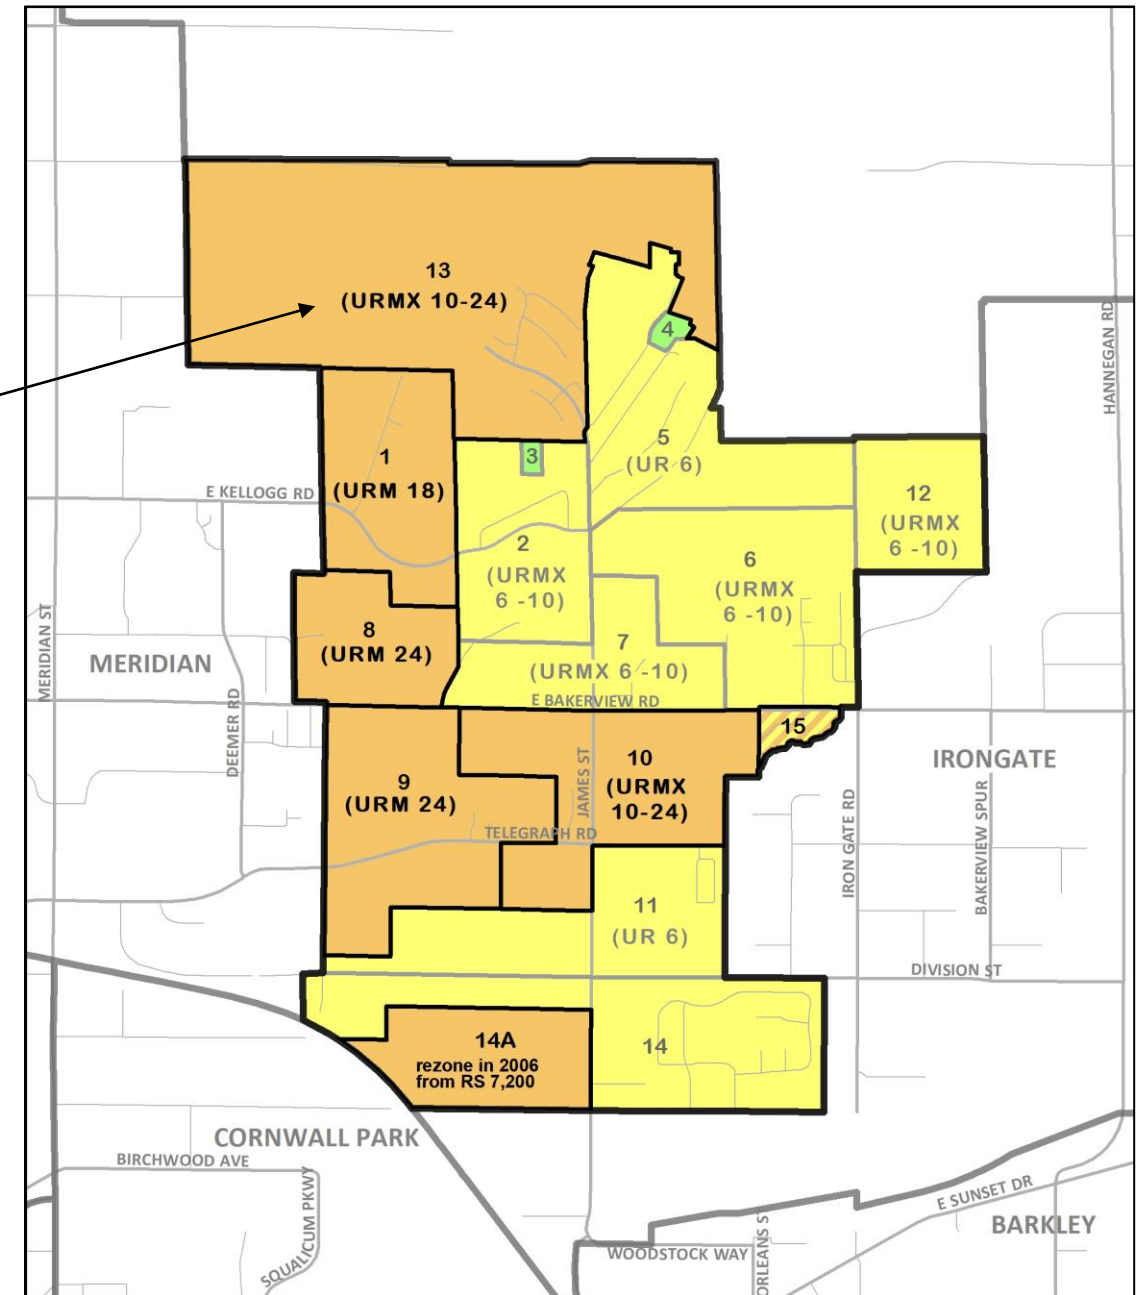 13
(URMX 10-24)
4
HANNEGAN RD
5
(UR 6)
3
1
(URM 18)
E KELLOGG RD
12
(URMX
6 -10)
2
(URMX
6 -10)
6
(URMX
6 -10)
8
(URM 24)
7
(URMX 6 -10)
MERIDIAN ST
MERIDIAN
DEEMER RD
E BAKERVIEW RD
15
IRONGATE
9
(URM 24)
JAMES ST
10
(URMX
10-24)
TELEGRAPH RD
IRON GATE RD
BAKERVIEW SPUR
11
(UR 6)
DIVISION ST
14A
rezone in 2006
from RS 7,200
14
CORNWALL PARK
BIRCHWOOD AVE
SQUALICUM PKWY
E SUNSET DR
BARKLEY
WOODSTOCK WAY
ORLEANS ST